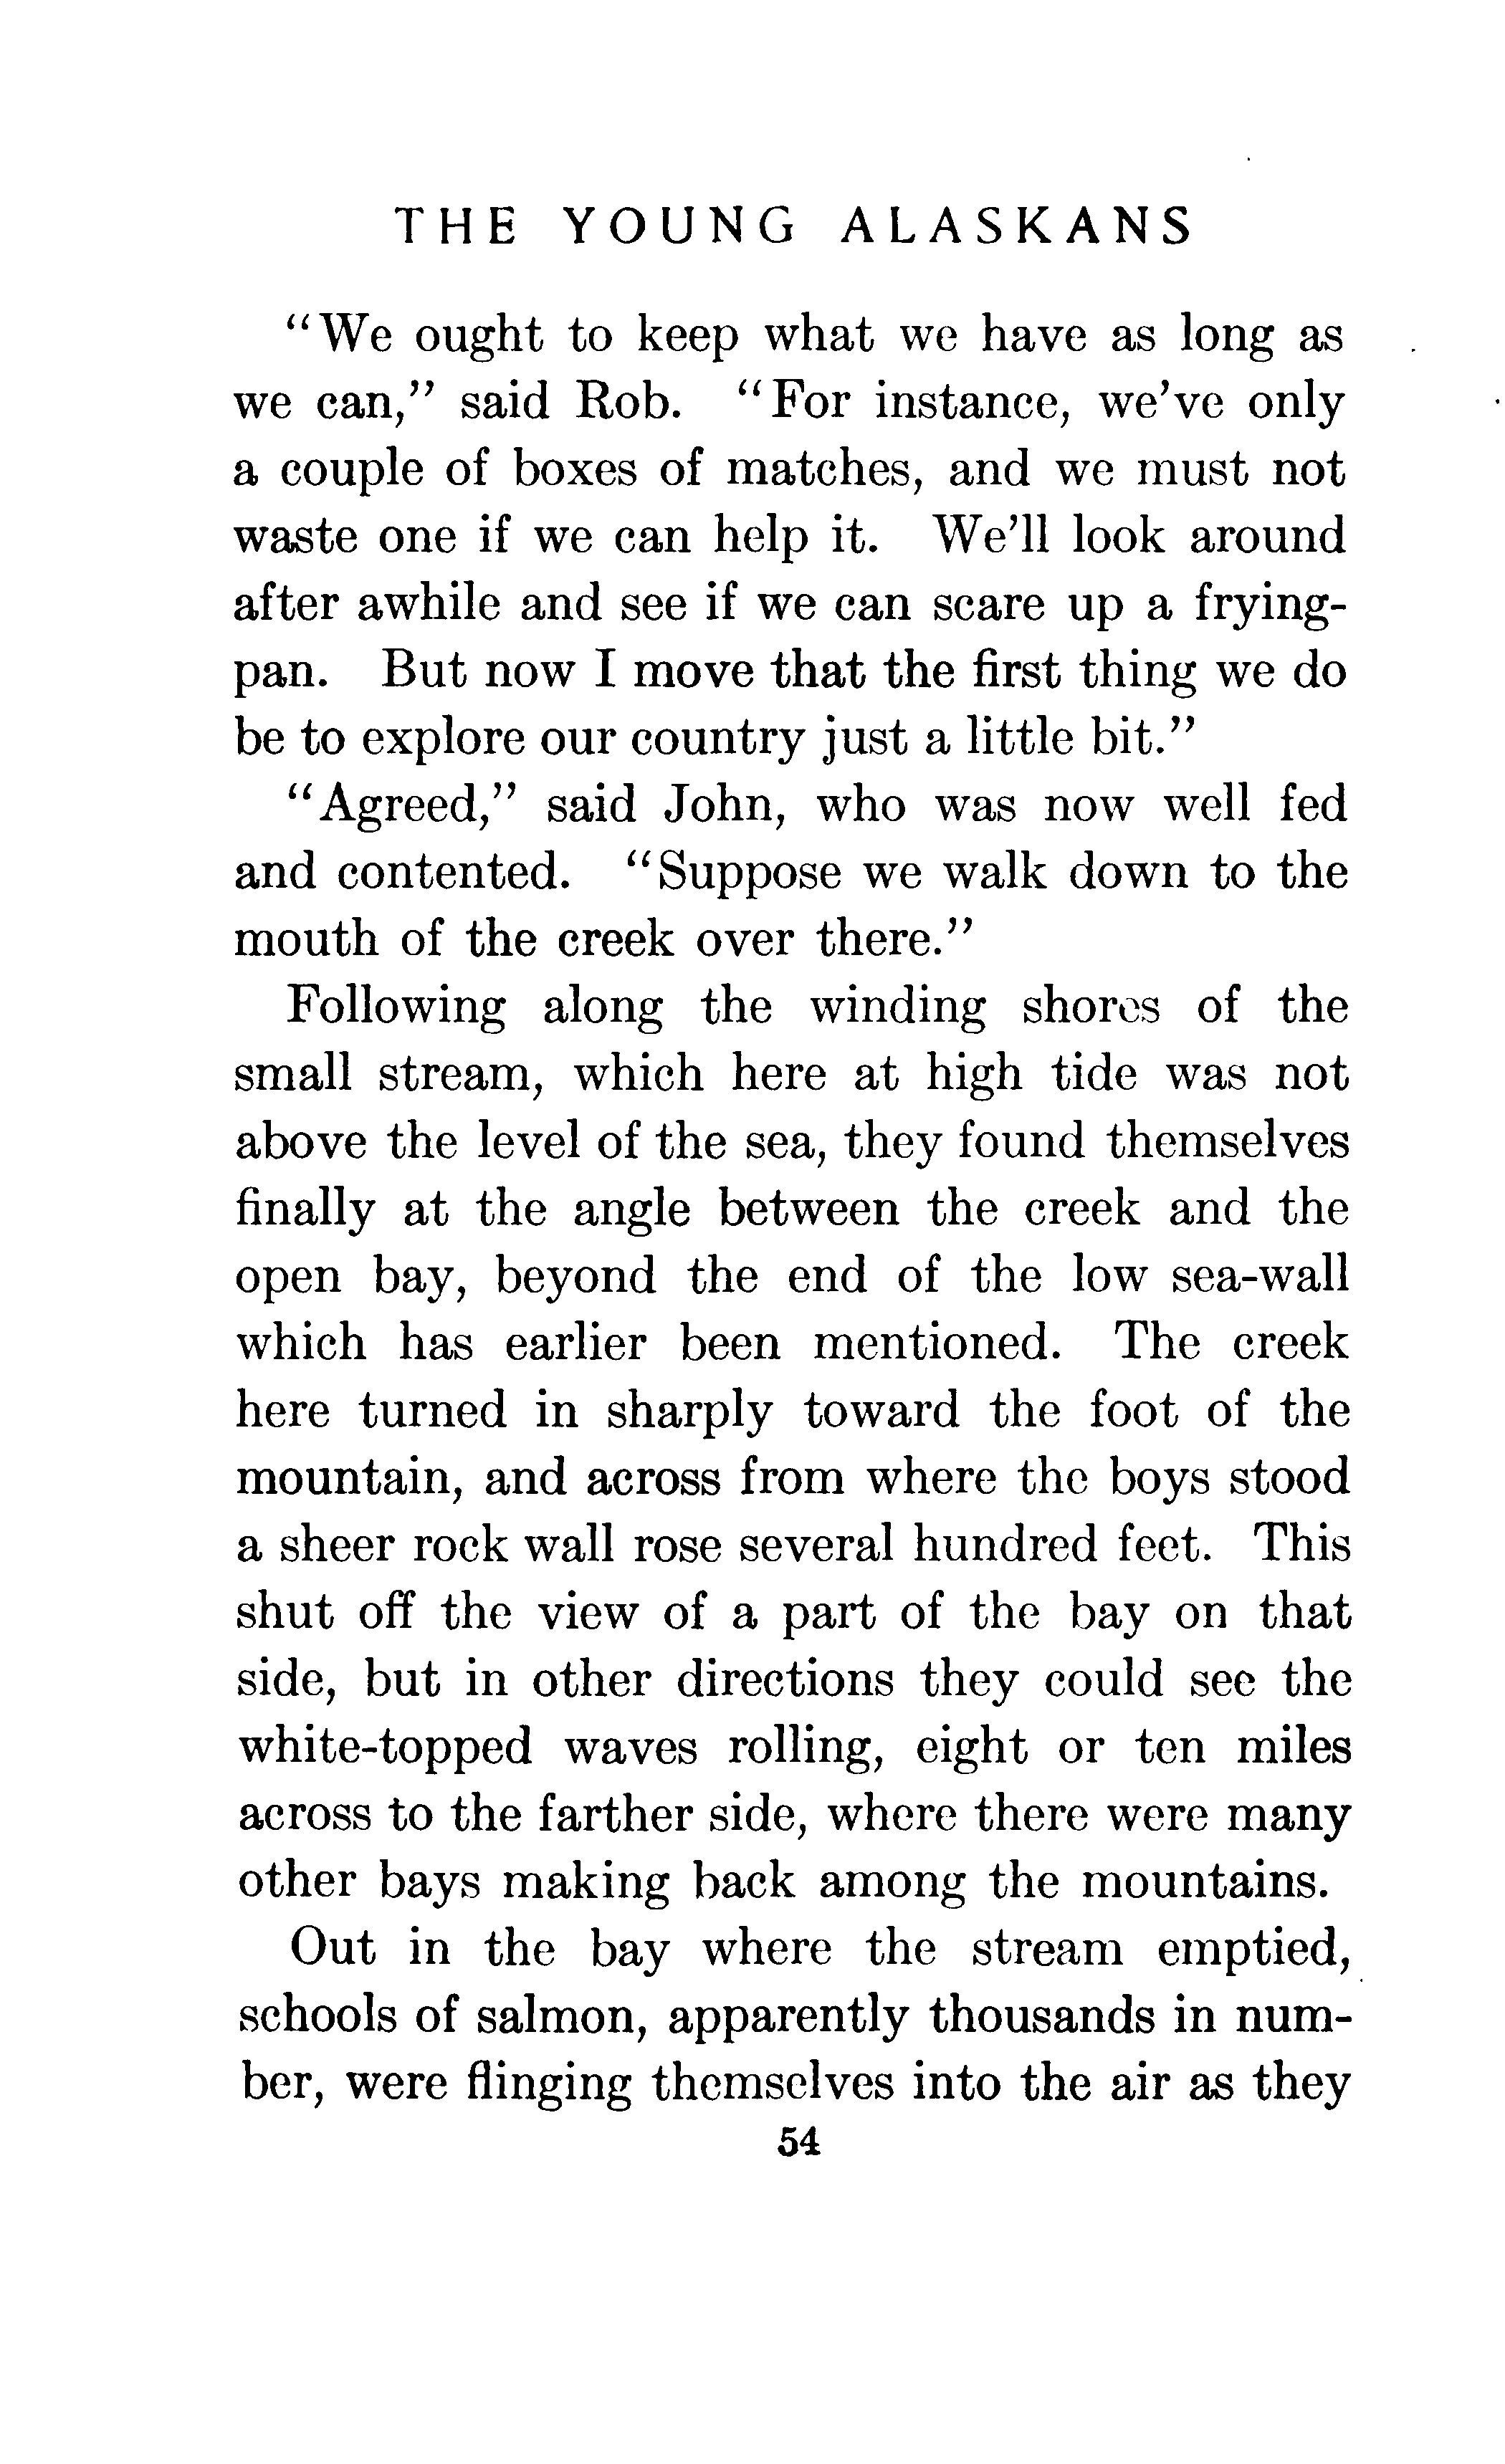 THE YOUNG ALASKANS
"We ought to keep what we have as long as
we can," said Rob. "For instance, we've only
a couple of boxes of matches, and we must not
waste one if we can help it. We'll look around
after awhile and see if we can scare up a frying-
pan. But now I move that the first thing we do
be to explore our country just a little bit."
"Agreed," said John, who was now well fed
and contented. "Suppose we walk down to the
mouth of the creek over there."
Following along the winding shores of the
small stream, which here at high tide was not
above the level of the sea, they found themselves
finally at the angle between the creek and the
open bay, beyond the end of the low sea-wall
which has earlier been mentioned. The creek
here turned in sharply toward the foot of the
mountain, and across from where the boys stood
a sheer rock wall rose several hundred feet. This
shut off the view of a part of the bay on that
side, but in other directions they could see the
white-topped waves rolling, eight or ten miles
across to the farther side, where there were many
other bays making back among the mountains.
Out in the bay where the stream emptied,
schools of salmon, apparently thousands in num-
ber, were flinging themselves into the air as they
54